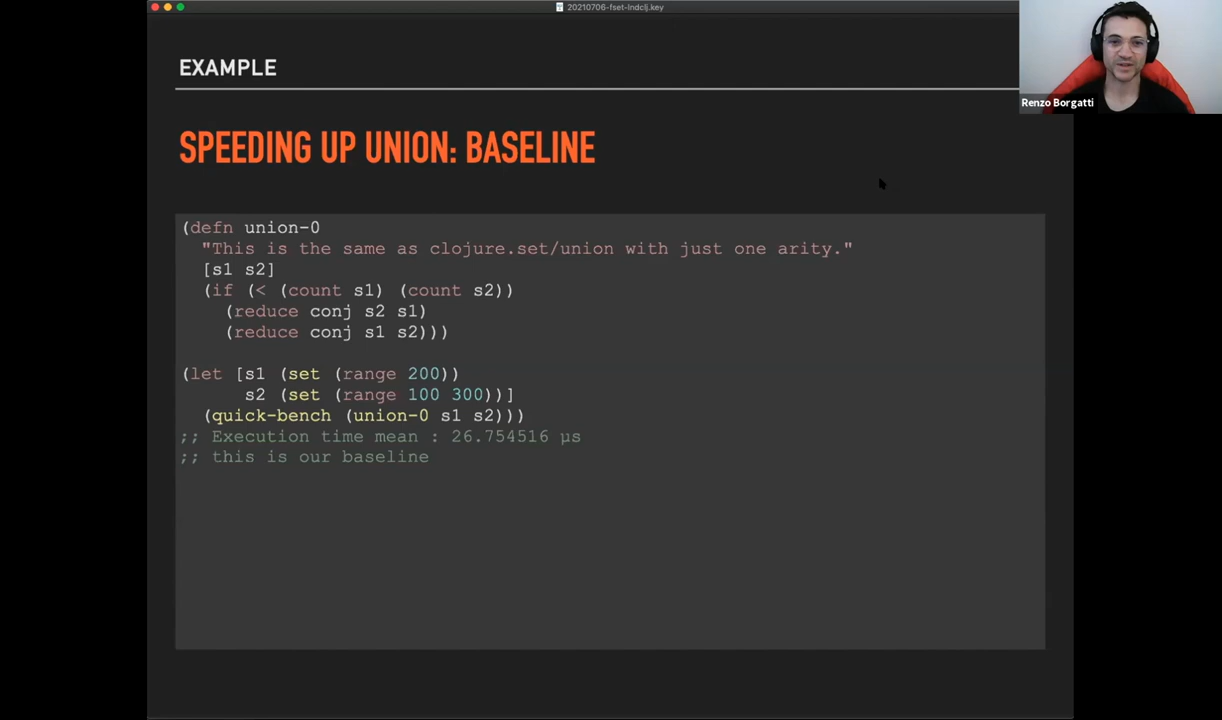 20210706-fset-lndclj.key
EXAMPLE
Renzo Borgatti
SPEEDING UP UNION: BASELINE
(defn union-0
"This is the same as clojure.set/union with just one arity."
[s1 s2]
(if (< (count s1) (count s2))
(reduce conj s2 s1)
(reduce conj s1 s2)))
(let [s1 (set (range 200))
s2 (set (range 100 300))]
(quick-bench (union-0 s1 s2)))
;; Execution time mean : 26.754516 µs
;; this is our baseline